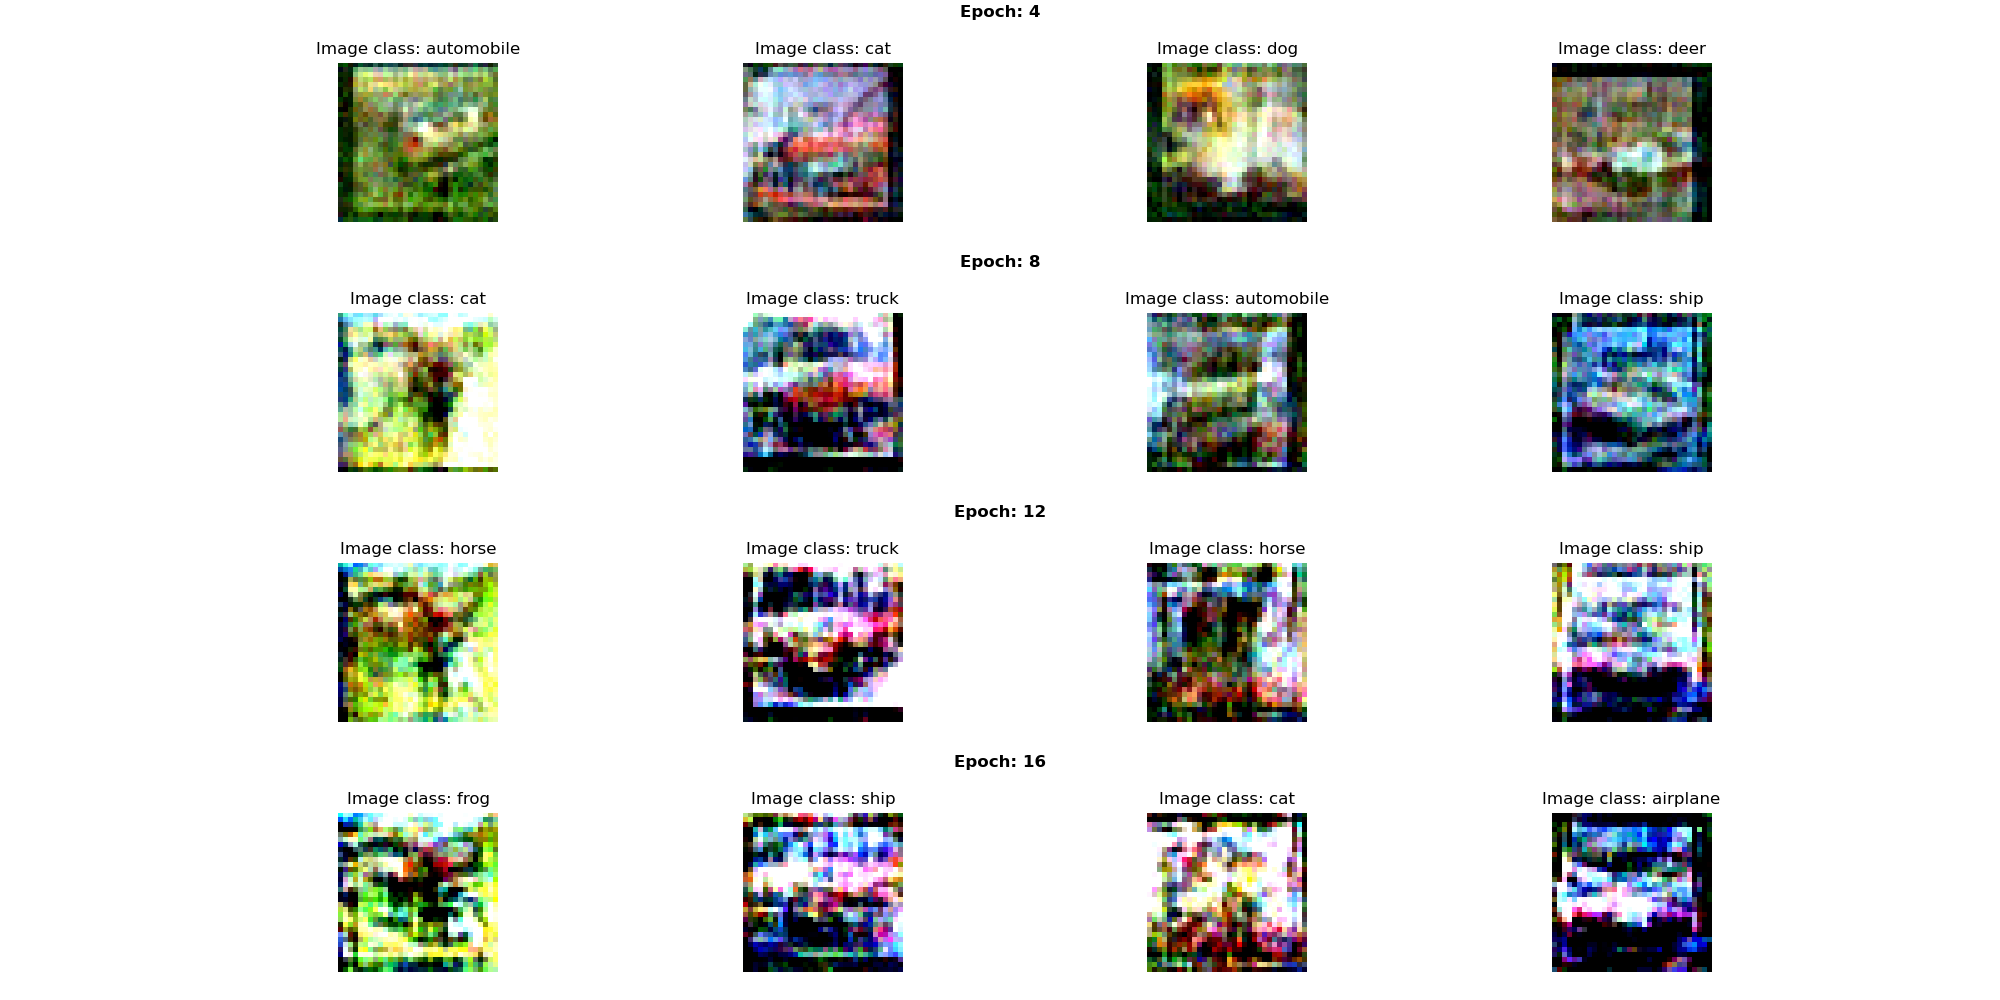 Epoch: 4
Image class: automobile
Image class: cat
Image class: dog
Image class: deer
Epoch: 8
Image class: cat
Image class: truck
Image class: automobile
Image class: ship
Epoch: 12
Image class: horse
Image class: truck
Image class: horse
Image class: ship
Epoch: 16
Image class: frog
Image class: ship
Image class: cat
Image class: airplane